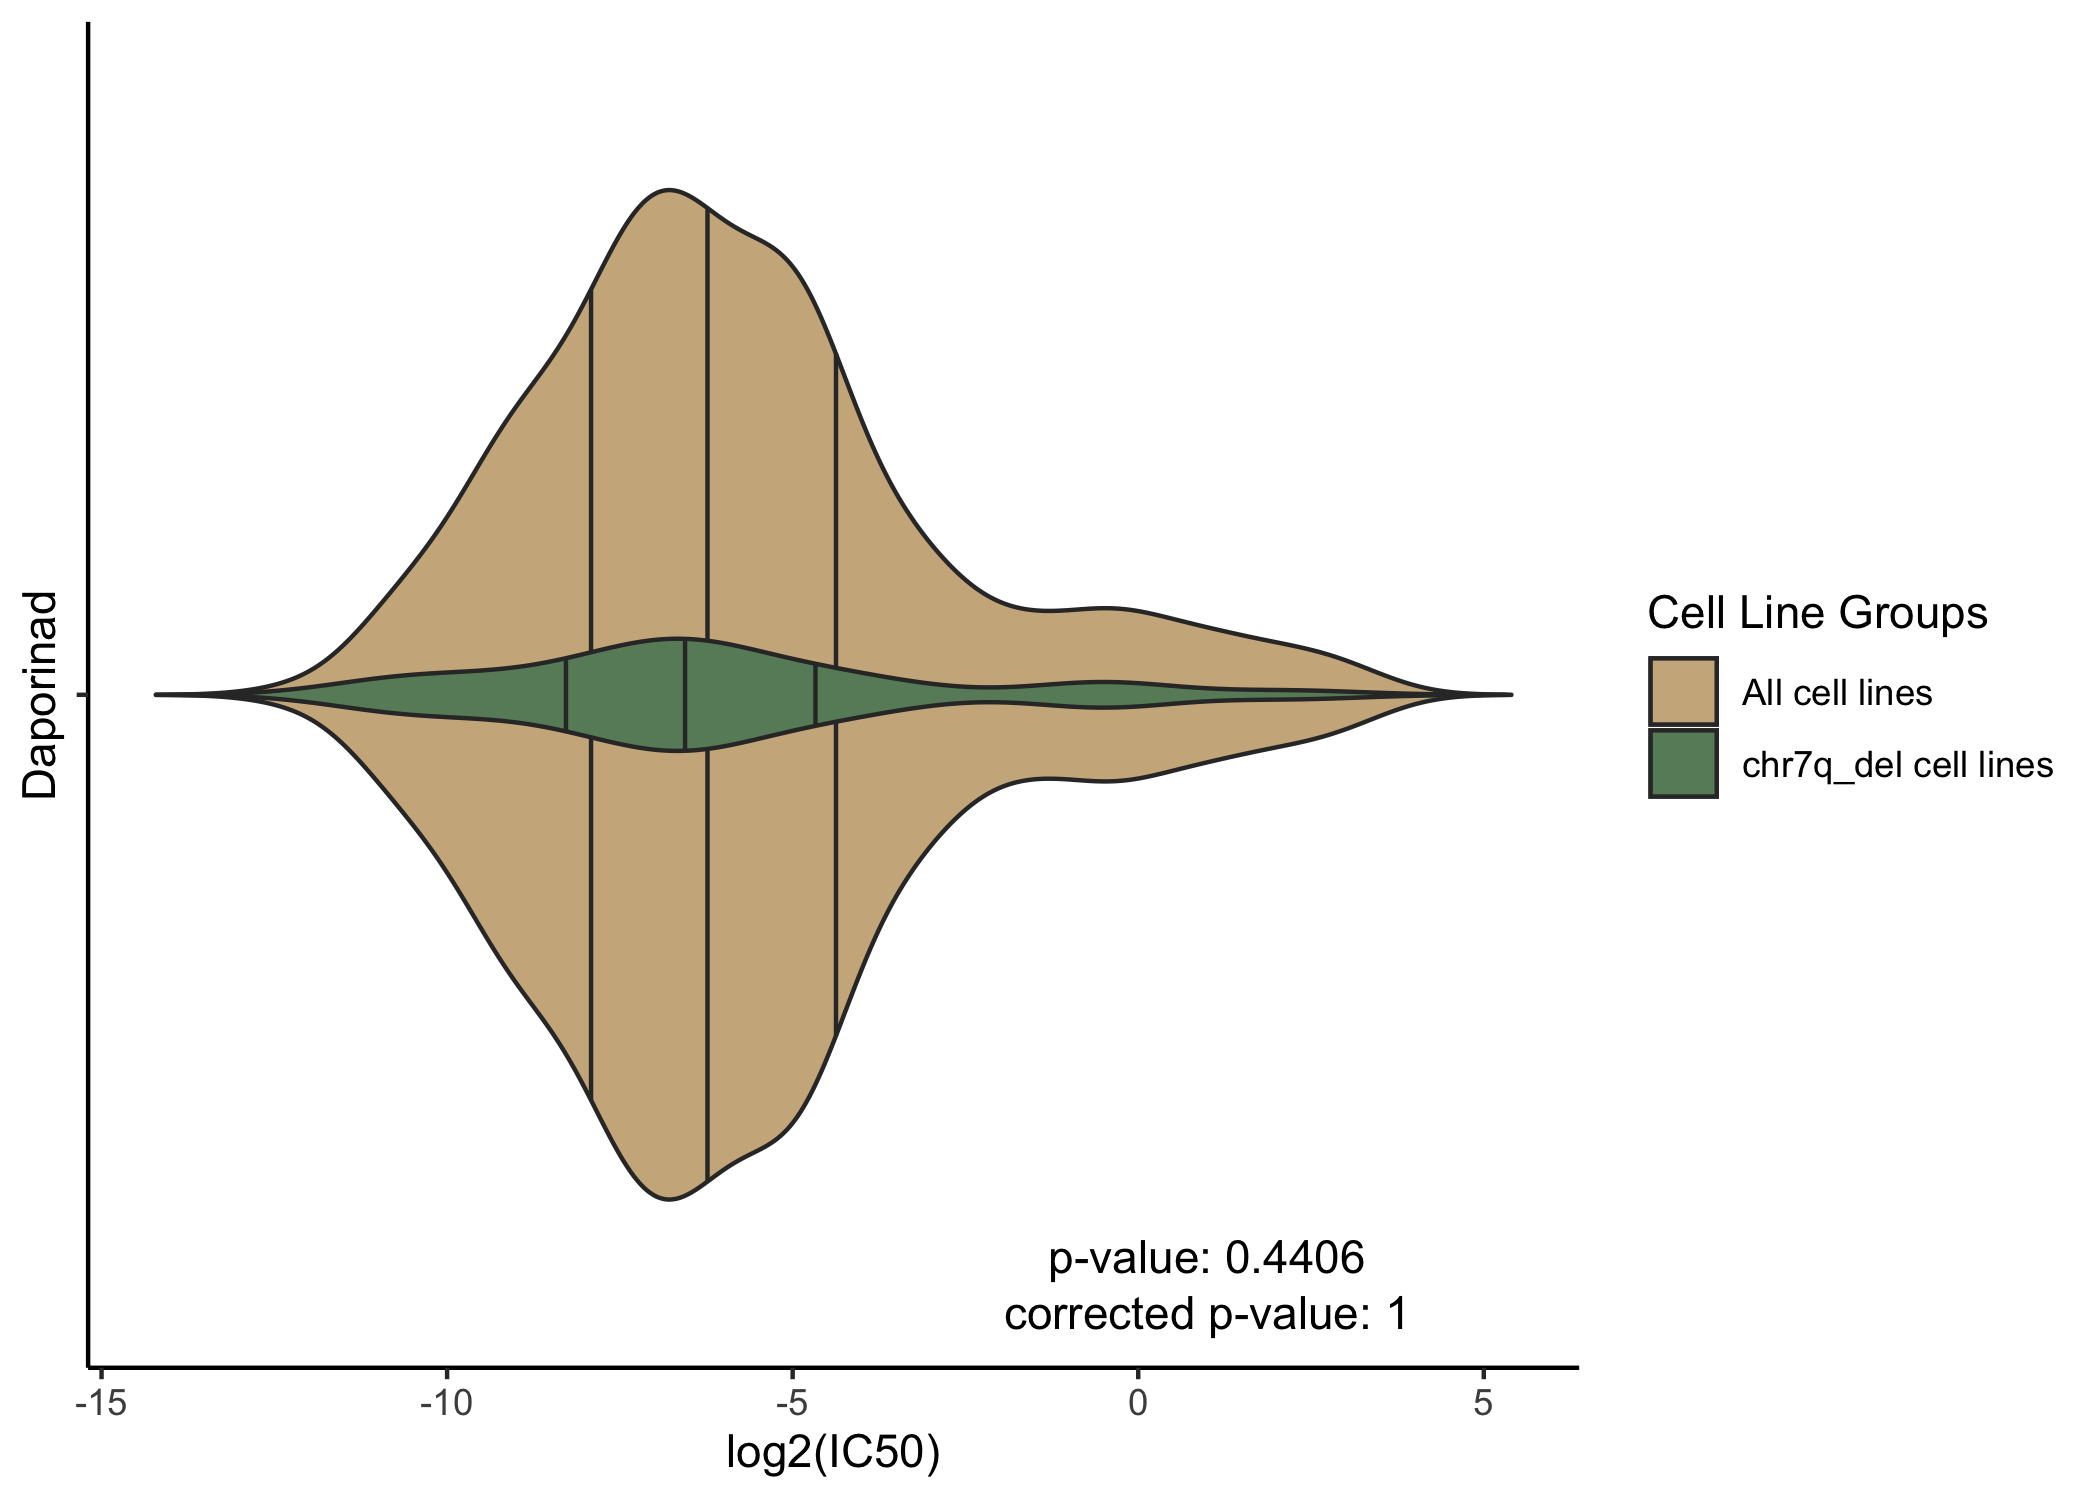 Daporinad
p-value: 0.4406
corrected p-value: 1
-15
-10
-5
0
5
log2(IC50)
Cell Line Groups
All cell lines
chr7q_del cell lines